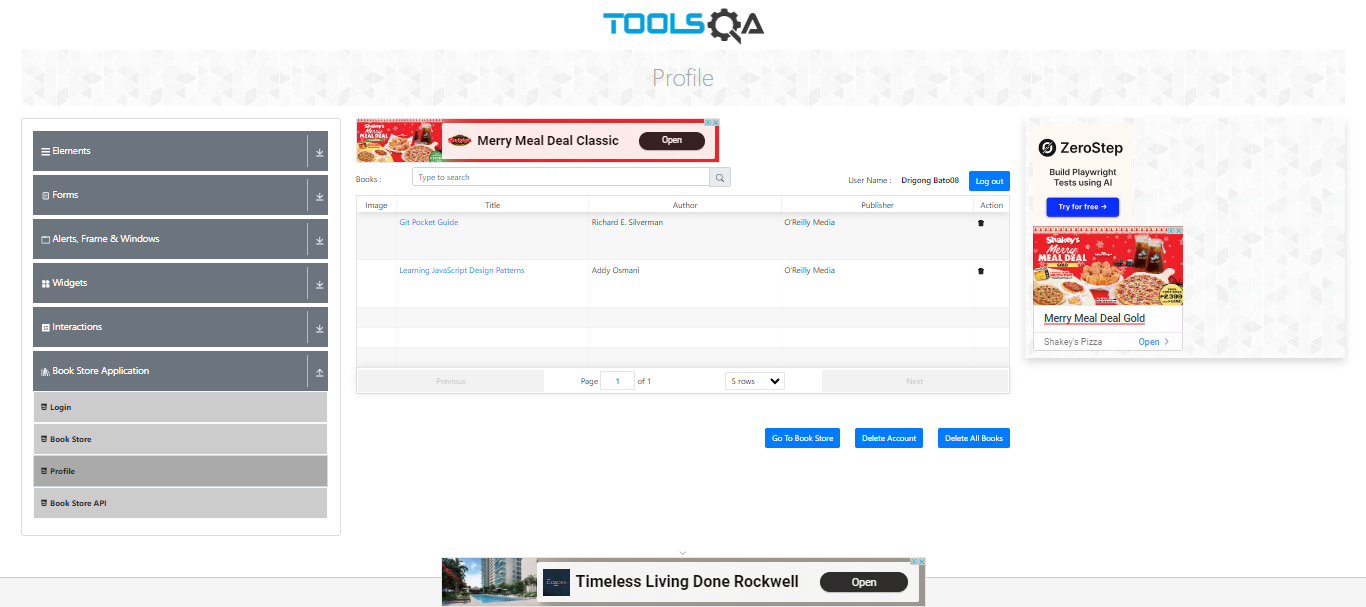 TOOLSQA
Profile
Elements
Forms
Alerts, Frame & Windows
Widgets
Interactions
Book Store Application
Login
Book Store
Profile
Book Store API
Merry Meal Deal Classic
Open
Books :
Type to search
User Name :
Drigong Bato08
Log out
Image Title Author Publisher Action
Git Pocket Guide Richard E. Silverman O'Reilly Media
Learning JavaScript Design Patterns Addy Osmani O'Reilly Media
Previous
Page 1 of 1
5 rows
Next
Go To Book Store
Delete Account
Delete All Books
ZeroStep
Build Playwright
Tests using AI
Try for free →
Shakey's
Merry
MEAL DEAL
GOLD
₱2,399
Merry Meal Deal Gold
Shakey's Pizza
Open
Timeless Living Done Rockwell
Open